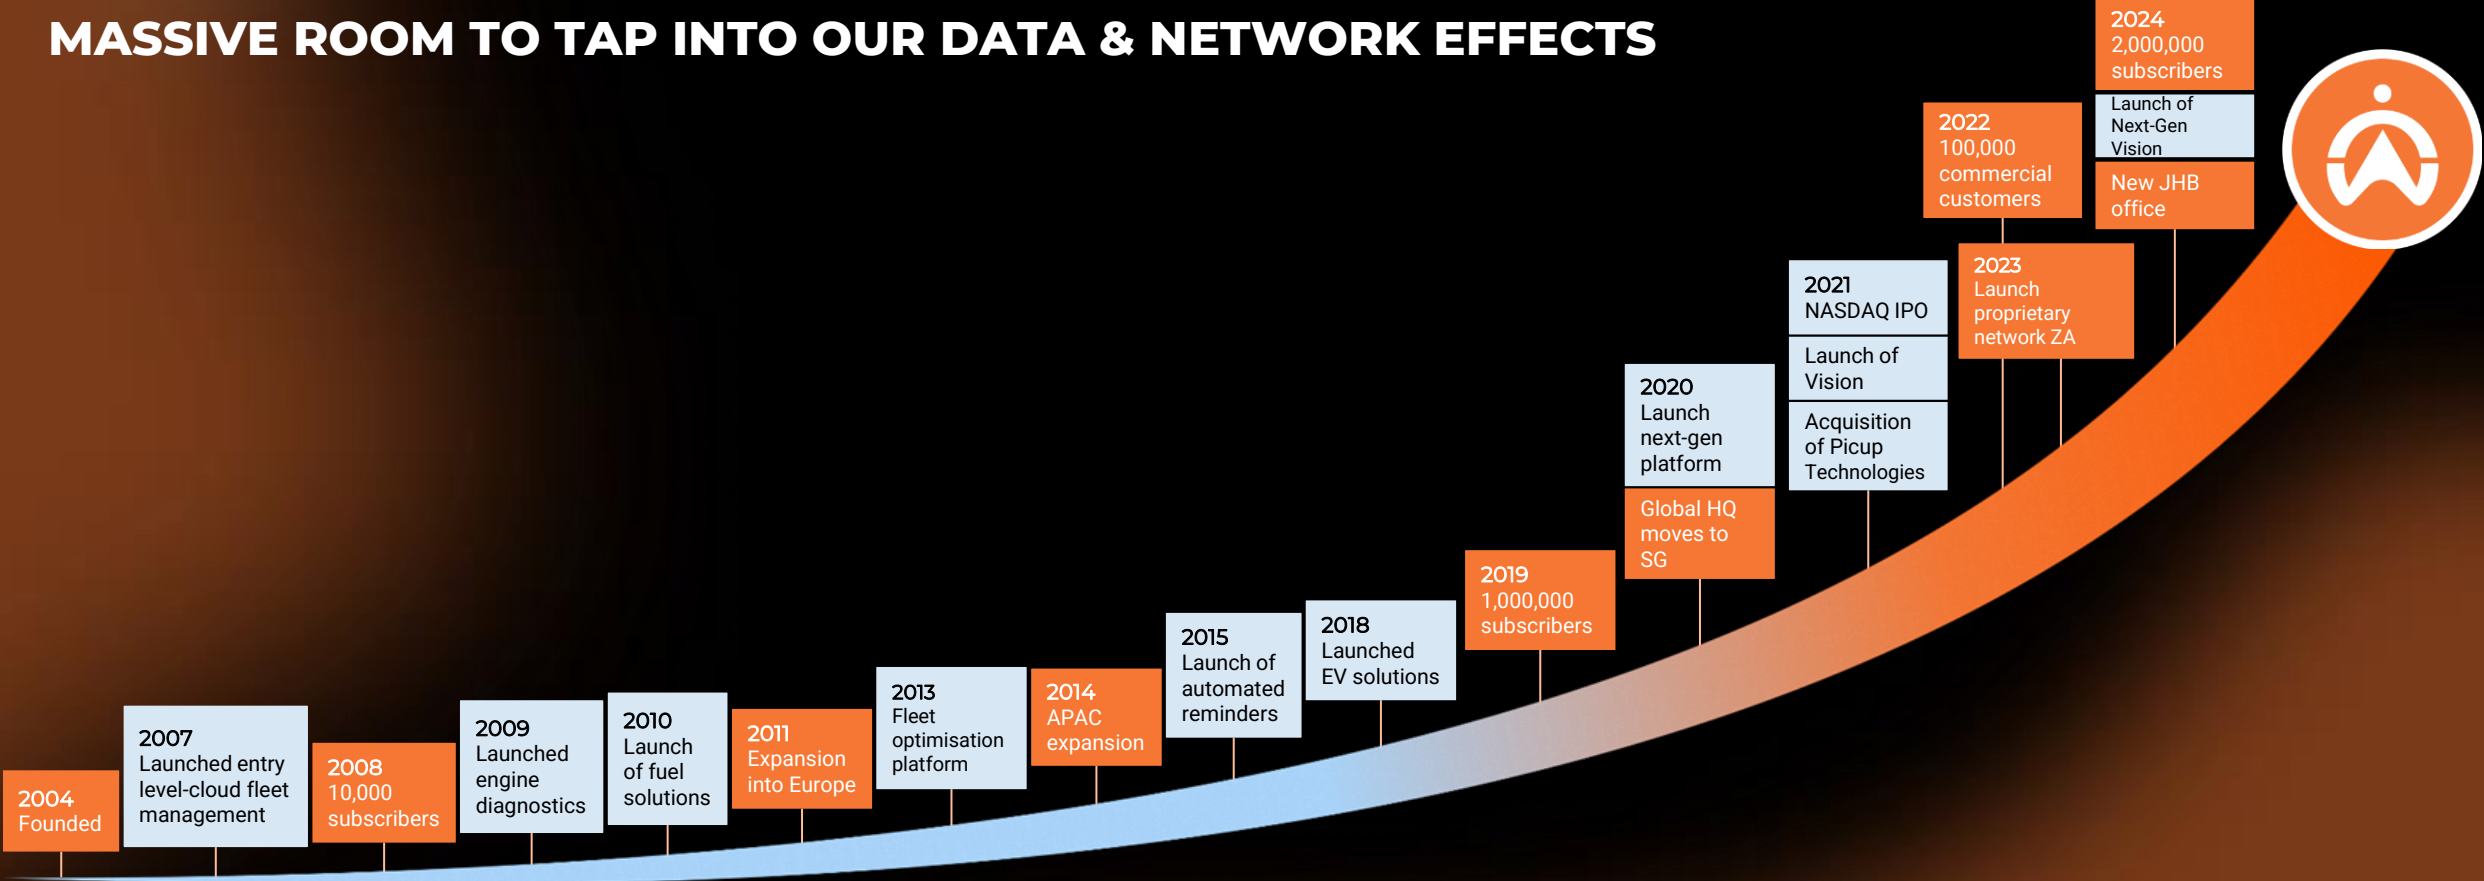 MASSIVE ROOM TO TAP INTO OUR DATA & NETWORK EFFECTS
2004
Founded
2007
Launched entry
level-cloud fleet
management
2008
10,000
subscribers
2009
Launched
engine
diagnostics
2010
Launch
of fuel
solutions
2011
Expansion
into Europe
2013
Fleet
optimisation
platform
2014
APAC
expansion
2015
Launch of
automated
reminders
2018
Launched
EV solutions
2019
1,000,000
subscribers
2020
Launch
next-gen
platform
Global HQ
moves to
SG
2021
NASDAQ IPO
Launch of
Vision
Acquisition
of Picup
Technologies
2022
100,000
commercial
customers
2023
Launch
proprietary
network ZA
2024
2,000,000
subscribers
Launch of
Next-Gen
Vision
New JHB
office